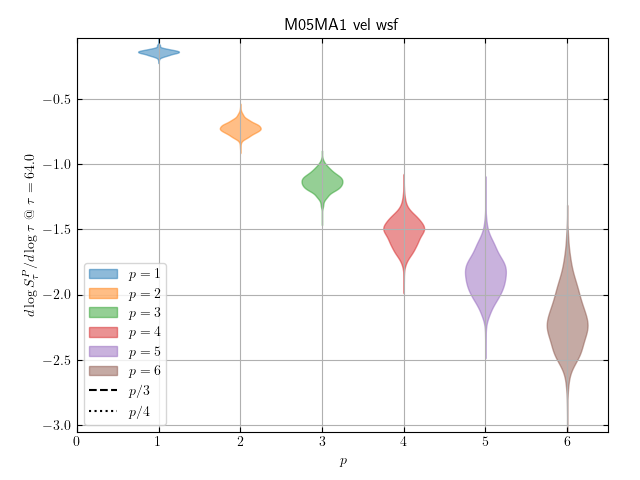 M05MA1 vel wsf
d log S_τ^P / d log τ @ τ = 64.0
−0.5
−1.0
−1.5
−2.0
−2.5
−3.0
p = 1
p = 2
p = 3
p = 4
p = 5
p = 6
p/3
p/4
0 1 2 3 4 5 6
p